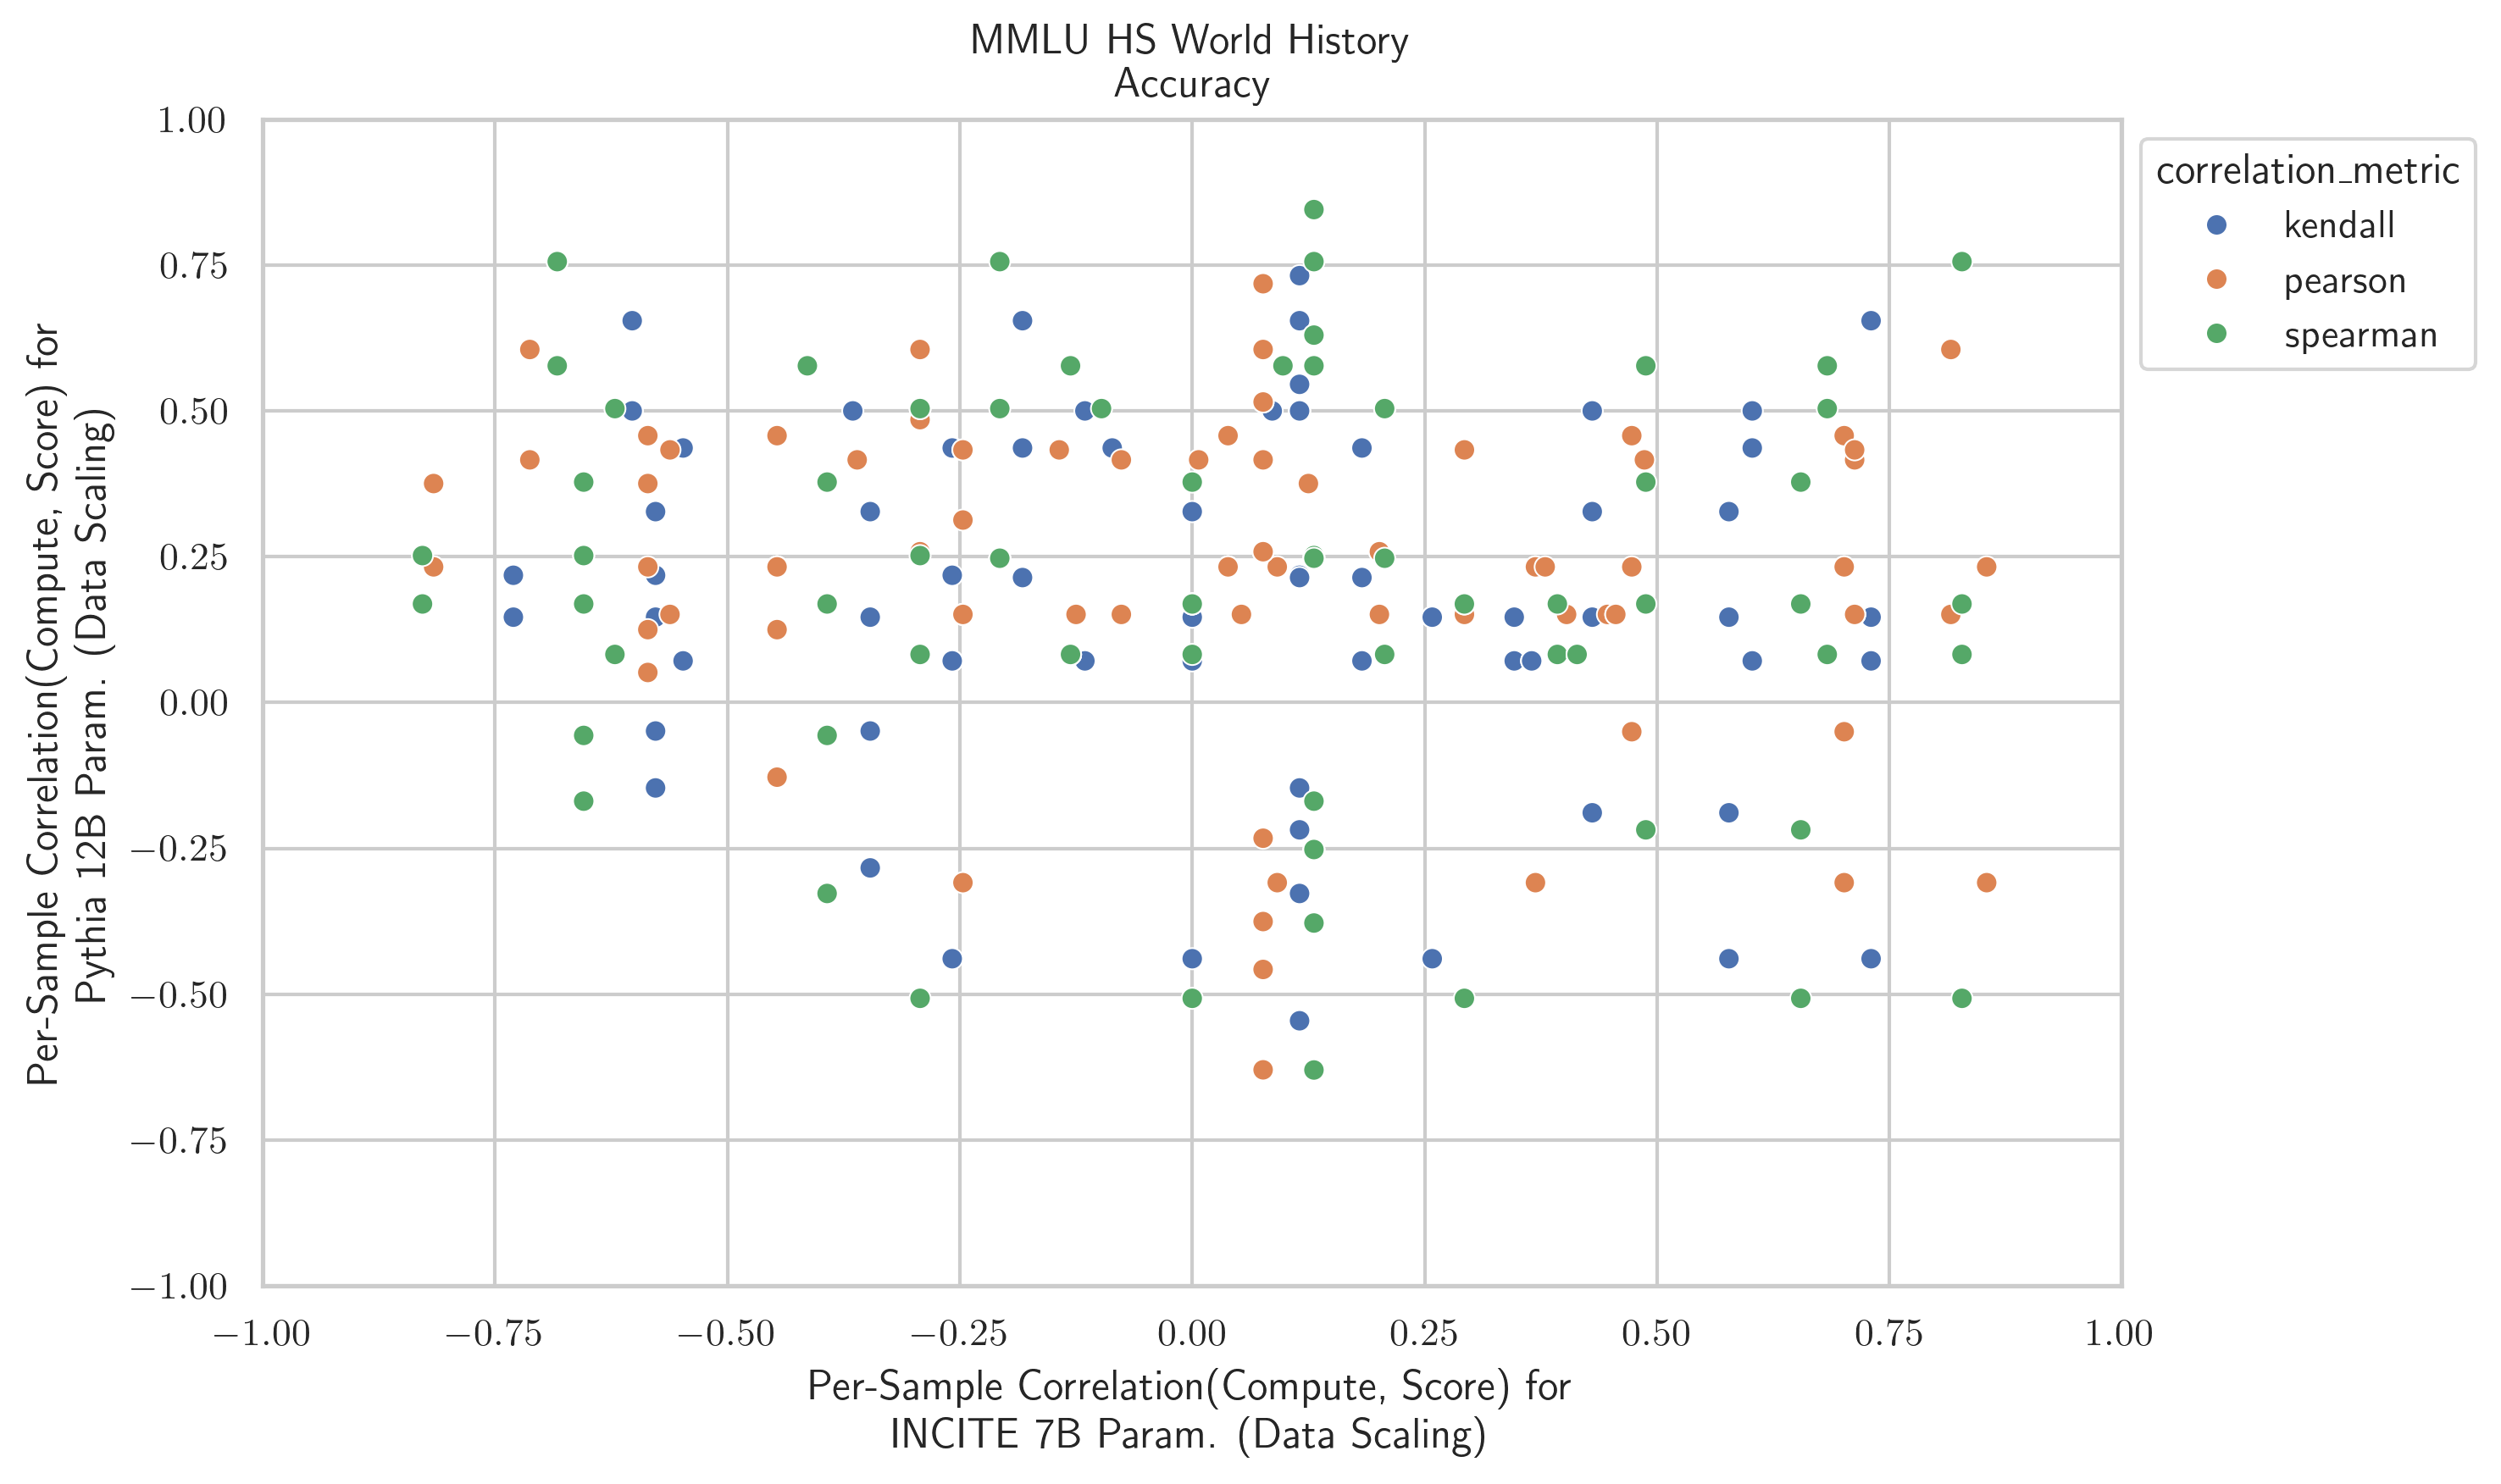 MMLU HS World History
Accuracy
Per-Sample Correlation(Compute, Score) for
Pythia 12B Param. (Data Scaling)
1.00
0.75
0.50
0.25
0.00
−0.25
−0.50
−0.75
−1.00
−1.00 −0.75 −0.50 −0.25 0.00 0.25 0.50 0.75 1.00
Per-Sample Correlation(Compute, Score) for
INCITE 7B Param. (Data Scaling)
correlation_metric
kendall
pearson
spearman